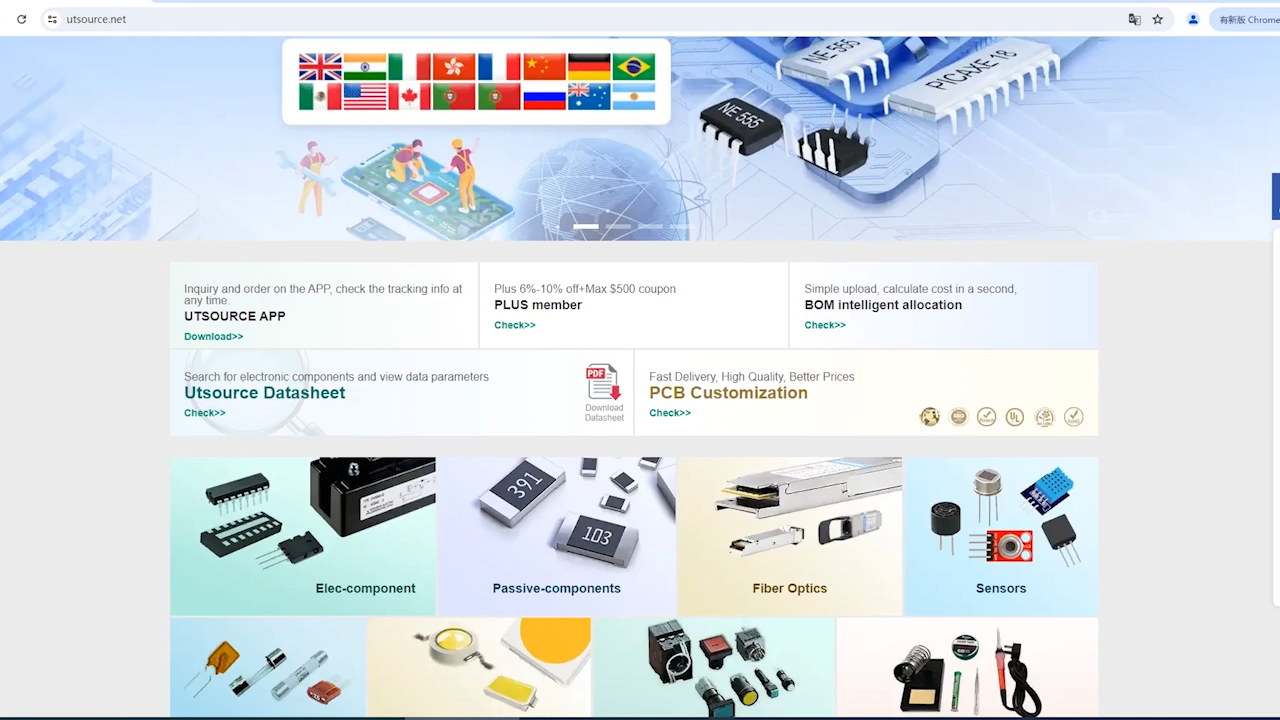 utsource.net
有新版 Chrome
NE 555
PICAXE-18
NE 555
Inquiry and order on the APP, check the tracking info at
any time.
UTSOURCE APP
Download>>
Plus 6%-10% off+Max $500 coupon
PLUS member
Check>>
Simple upload, calculate cost in a second,
BOM intelligent allocation
Check>>
Search for electronic components and view data parameters
Utsource Datasheet
Check>>
PDF
Download
Datasheet
Fast Delivery, High Quality, Better Prices
PCB Customization
Check>>
UL
391
103
Elec-component
Passive-components
Fiber Optics
Sensors